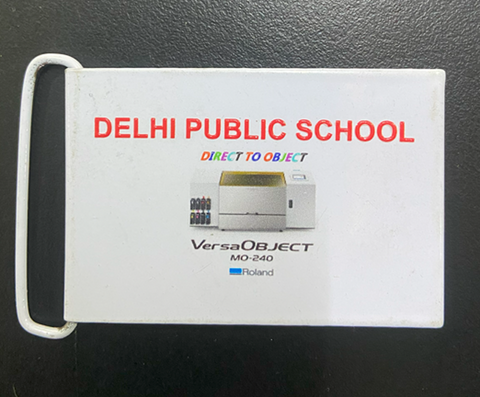 DELHI PUBLIC SCHOOL
DIRECT TO OBJECT
VersaOBJECT
MO-240
Roland